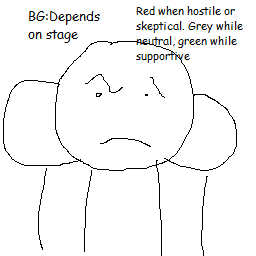 BG:Depends
on stage
Red when hostile or
skeptical. Grey while
neutral, green while
supportive